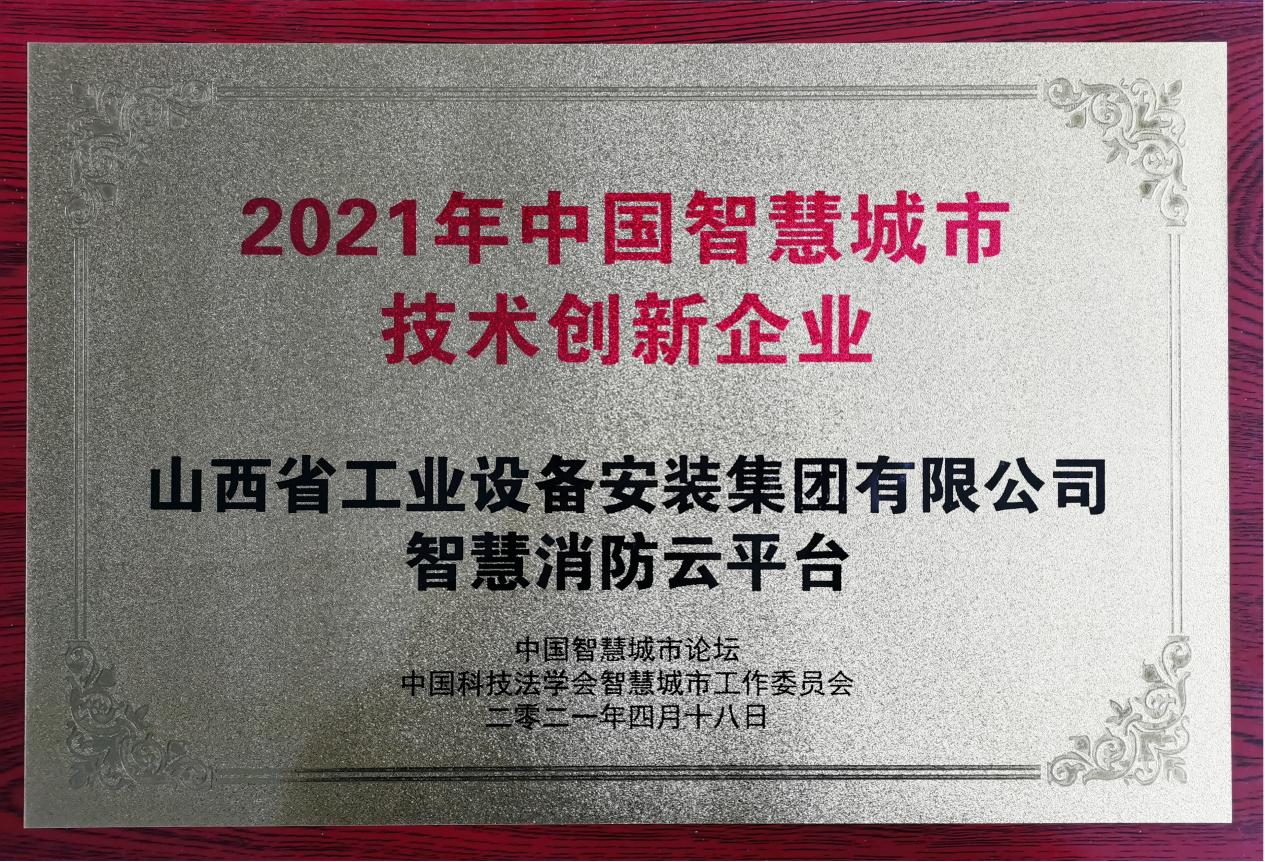 2021年中国智慧城市
技术创新企业
山西省工业设备安装集团有限公司
智慧消防云平台
中国智慧城市论坛
中国科技法学会智慧城市工作委员会
二零二一年四月十八日